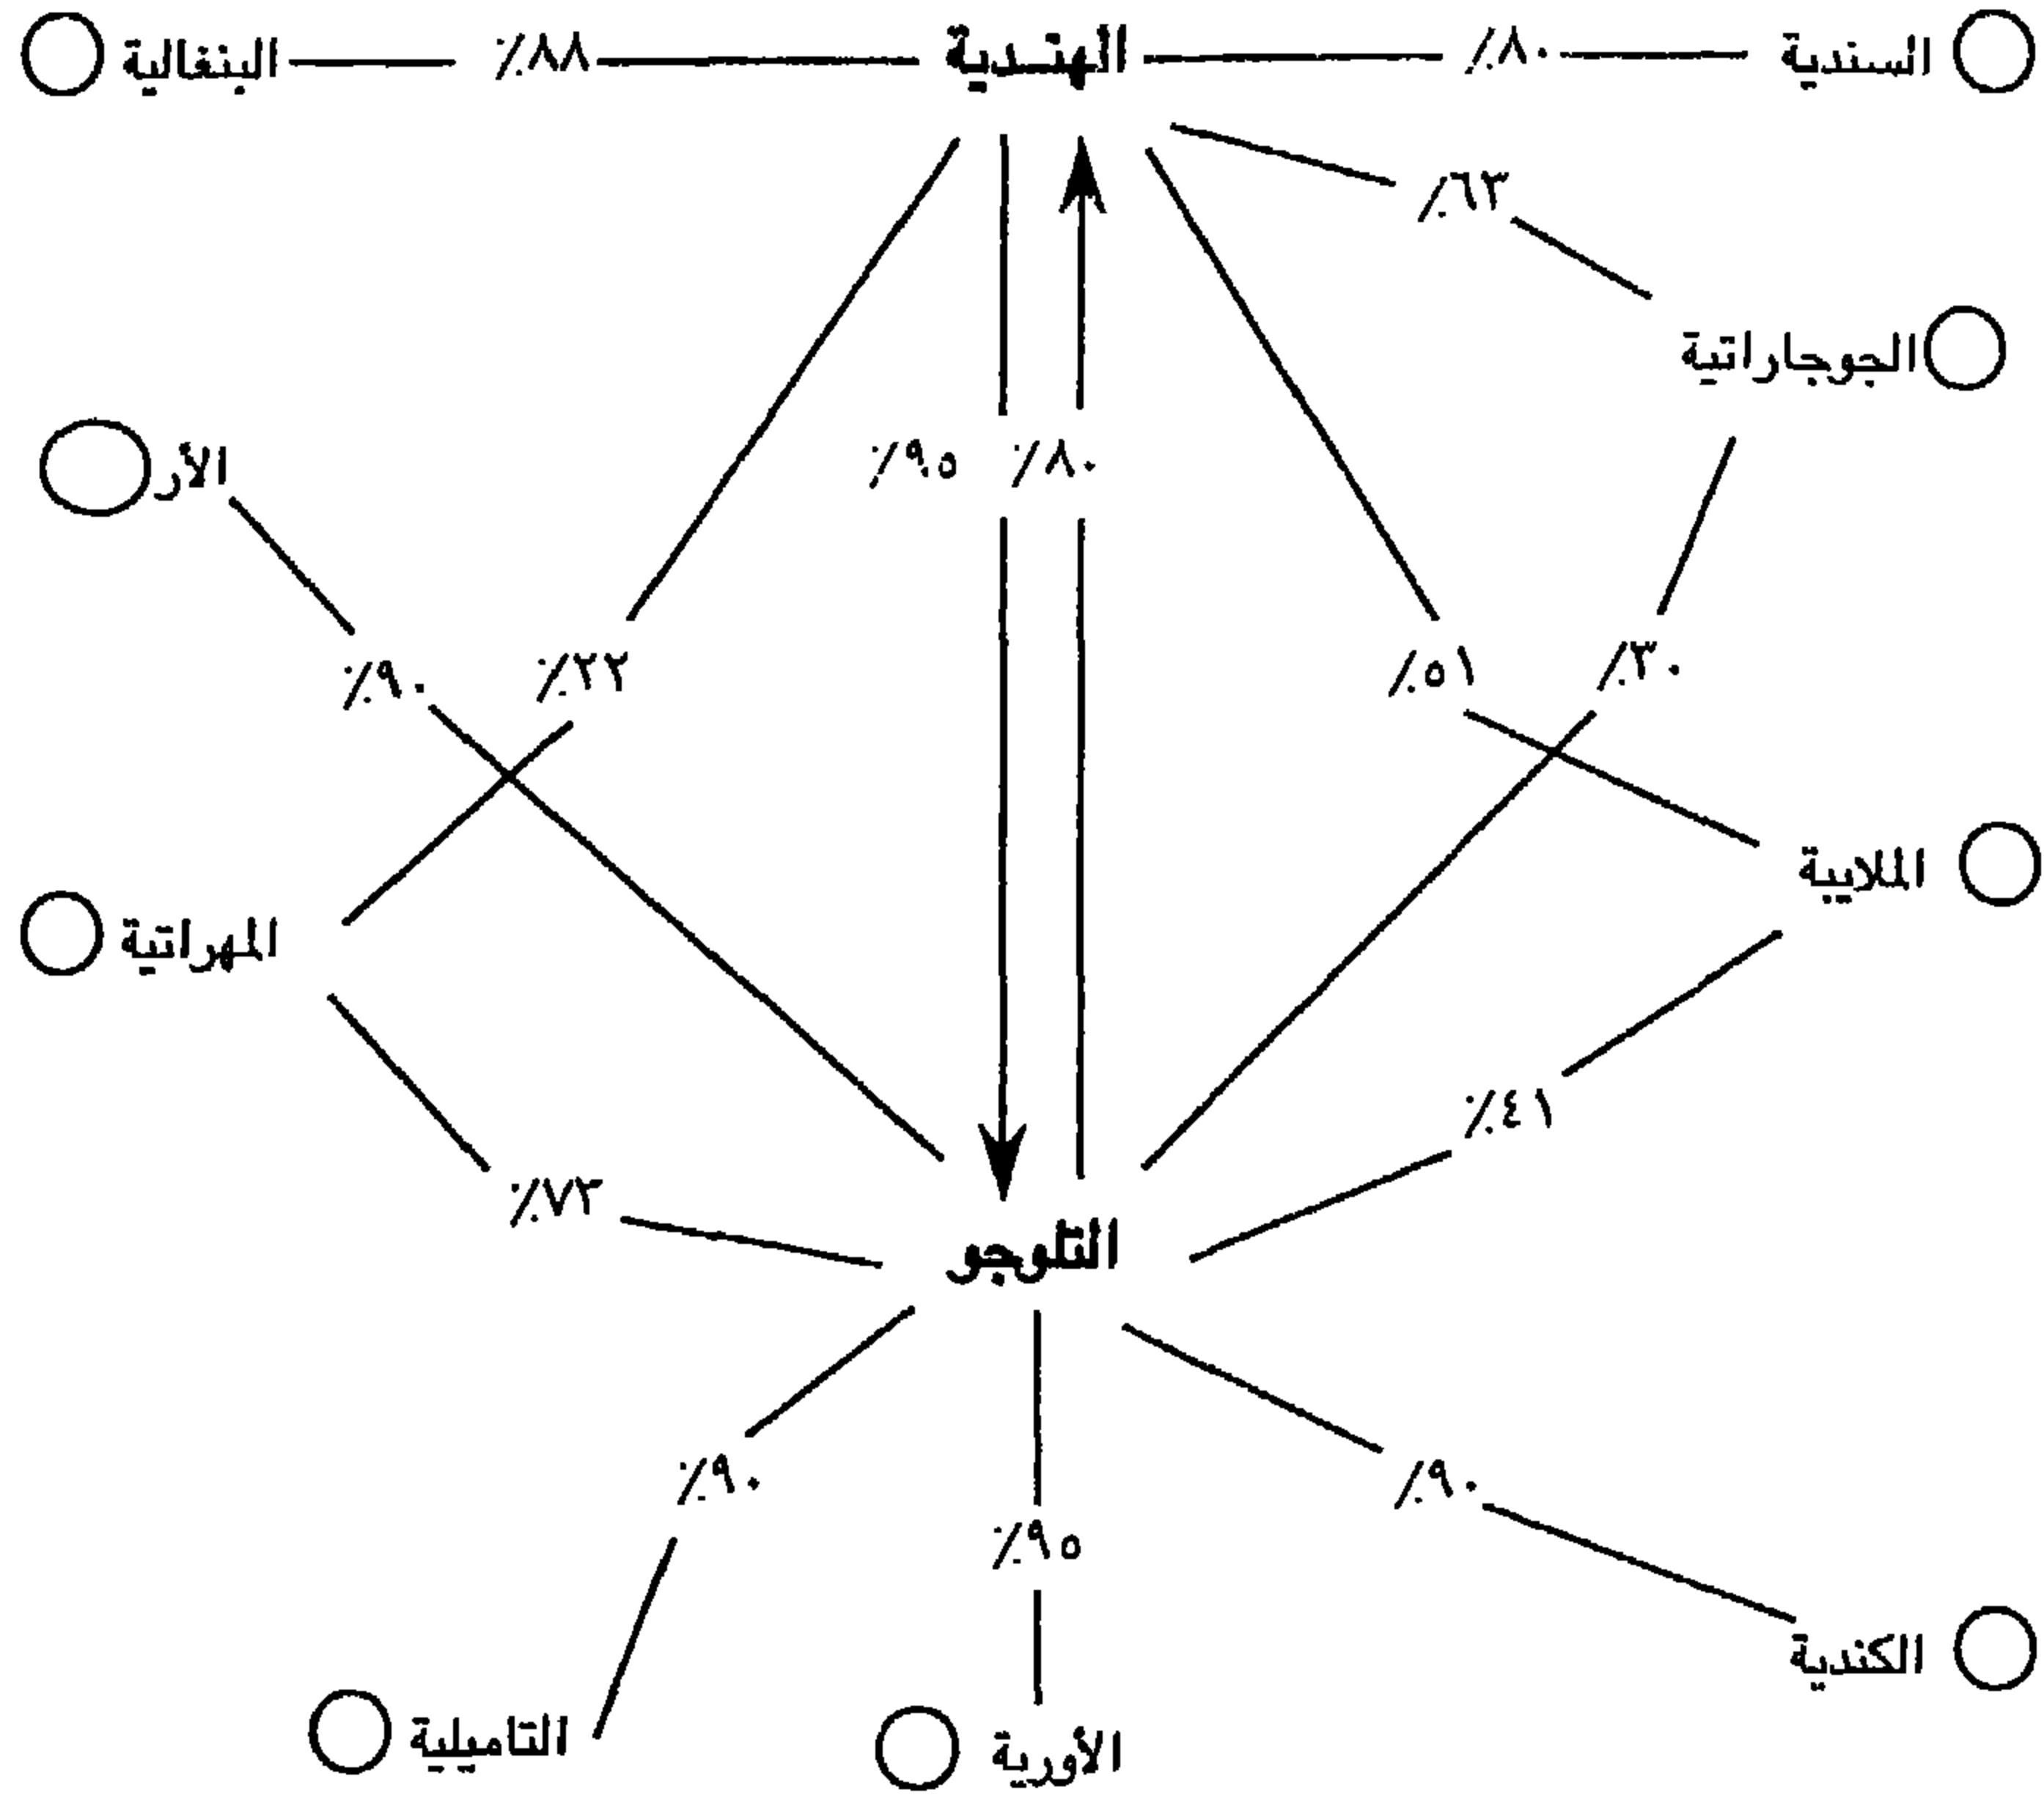 السندية
٪٨٠
الهندية
٪٨٨
البنغالية
٪٦٣
الجوجاراتية
٪٨٠
٪٩٥
الأر
٪٣٠
٪٥١
٪٢٢
٪٩٠
الملايية
المهراتية
٪٤١
٪٧٢
التلوجو
٪٩٠
٪٩٠
٪٩٥
الكندية
الأورية
التاميلية